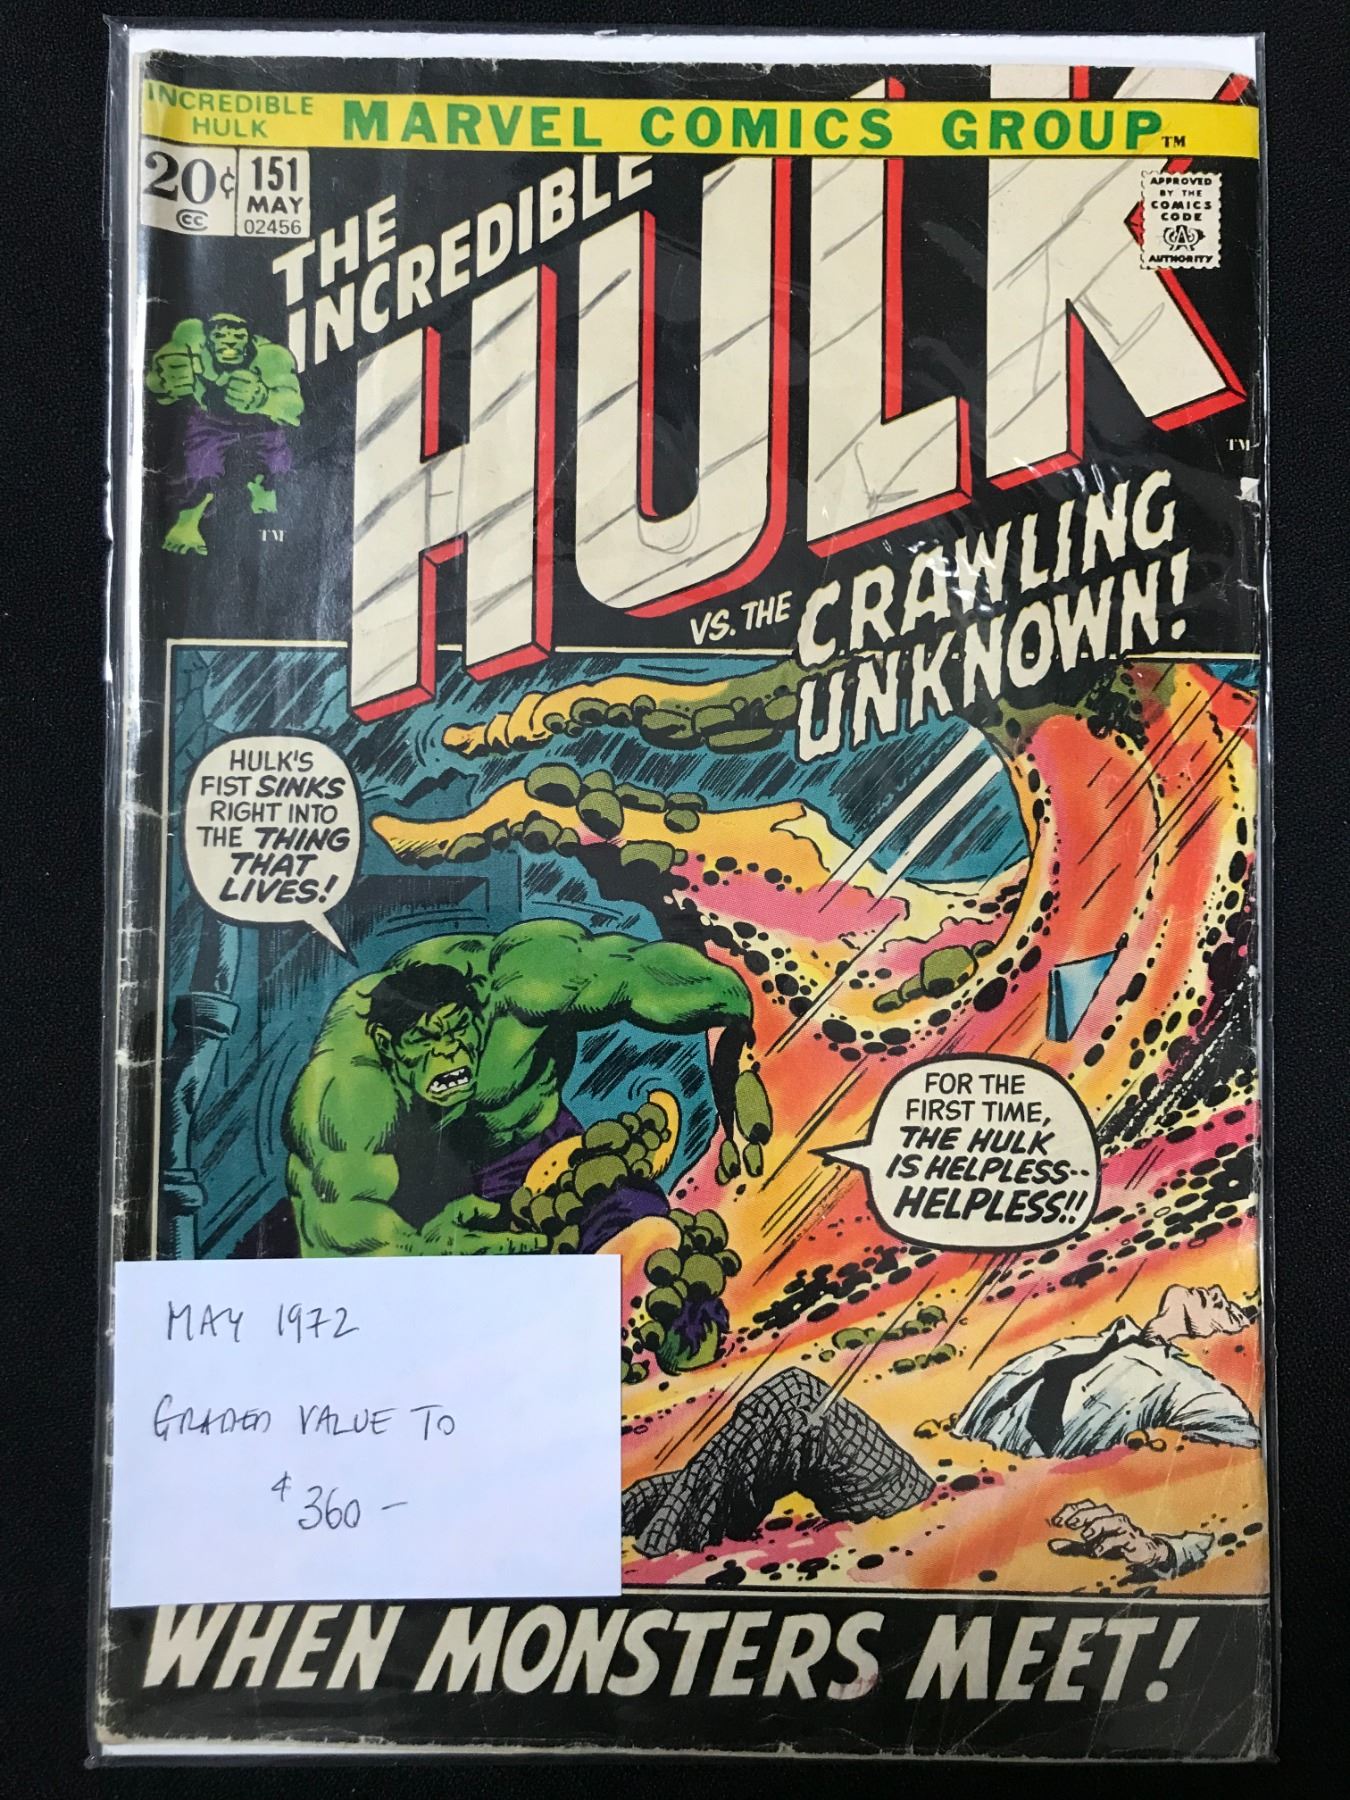 INCREDIBLE
HULK
MARVEL COMICS GROUP™
20¢
CC
151
MAY
02456
APPROVED
BY THE
COMICS
CODE
AUTHORITY
THE
INCREDIBLE
HULK
TM
TM
VS. THE CRAWLING
UNKNOWN!
HULK'S
FIST SINKS
RIGHT INTO
THE THING
THAT
LIVES!
FOR THE
FIRST TIME,
THE HULK
IS HELPLESS--
HELPLESS!!
MAY 1972
GRADED VALUE TO
$360-
WHEN MONSTERS MEET!